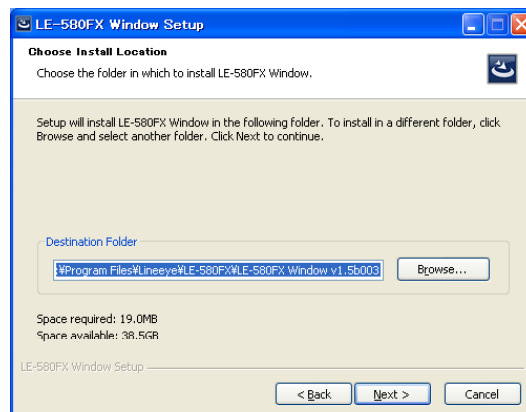 LE-580FX Window Setup
Choose Install Location
Choose the folder in which to install LE-580FX Window.
Setup will install LE-580FX Window in the following folder. To install in a different folder, click
Browse and select another folder. Click Next to continue.
Destination Folder
:¥Program Files¥Lineeye¥LE-580FX¥LE-580FX Window v1.5b003
Browse...
Space required: 19.0MB
Space available: 38.5GB
LE-580FX Window Setup
< Back
Next >
Cancel